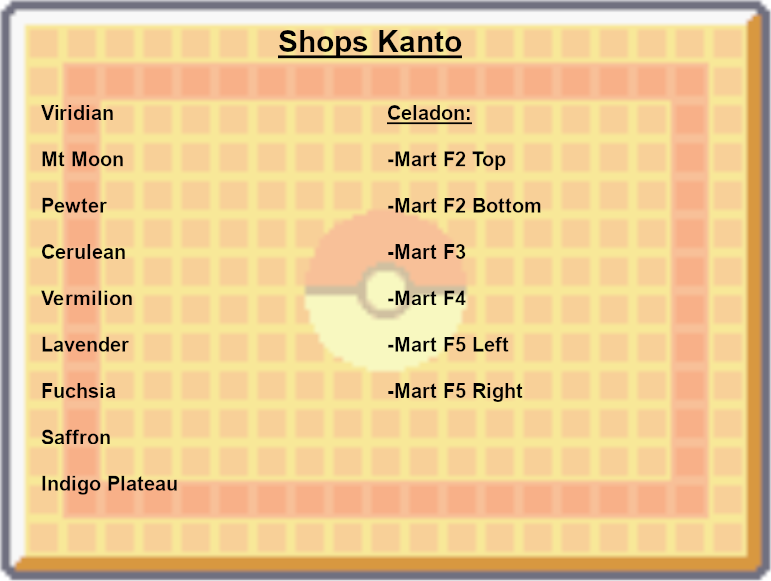 Shops Kanto
Viridian
Mt Moon
Pewter
Cerulean
Vermilion
Lavender
Fuchsia
Saffron
Indigo Plateau
Celadon:
-Mart F2 Top
-Mart F2 Bottom
-Mart F3
-Mart F4
-Mart F5 Left
-Mart F5 Right